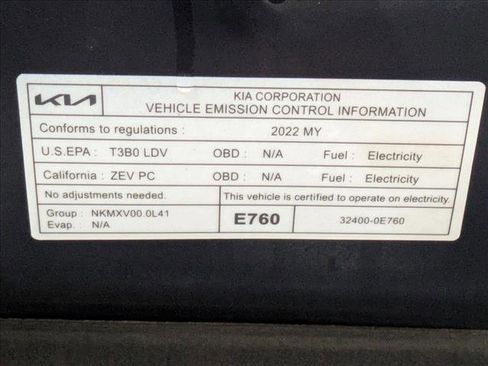 KIA KIA CORPORATION
VEHICLE EMISSION CONTROL INFORMATION
Conforms to regulations : 2022 MY
U.S.EPA : T3B0 LDV OBD : N/A Fuel : Electricity
California : ZEV PC OBD : N/A Fuel : Electricity
No adjustments needed. This vehicle is certified to operate on electricity.
Group : NKMXV00.0L41 E760 32400-0E760
Evap. : N/A